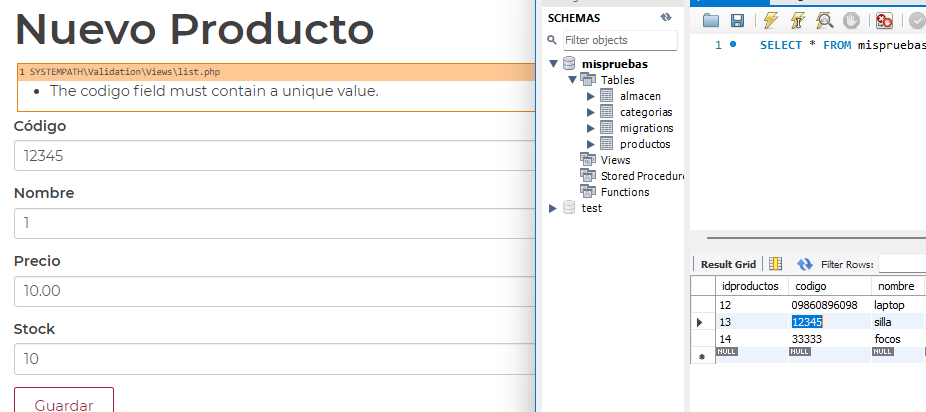 Nuevo Producto
1 SYSTEMPATH\Validation\Views\list.php
• The codigo field must contain a unique value.
Código
12345
Nombre
1
Precio
10.00
Stock
10
Guardar
SCHEMAS
Filter objects
mispruebas
Tables
almacen
categorias
migrations
productos
Views
Stored Procedure
Functions
test
1 SELECT * FROM mispruebas
Result Grid Filter Rows:
idproductos codigo nombre
12 09860896098 laptop
13 12345 silla
14 33333 focos
NULL NULL NULL